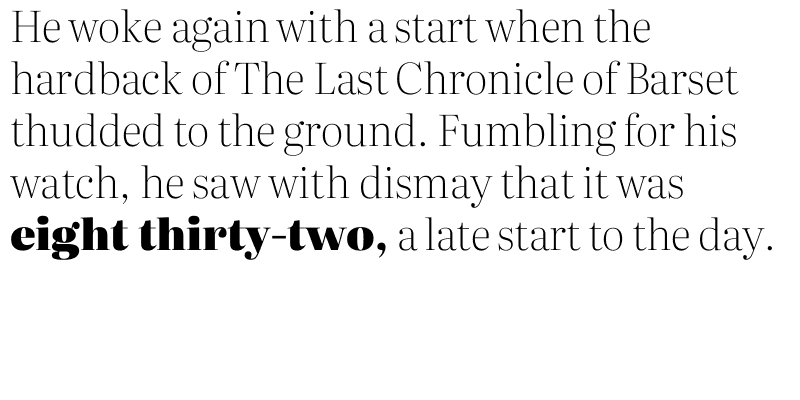 He woke again with a start when the
hardback of The Last Chronicle of Barset
thudded to the ground. Fumbling for his
watch, he saw with dismay that it was
eight thirty-two, a late start to the day.